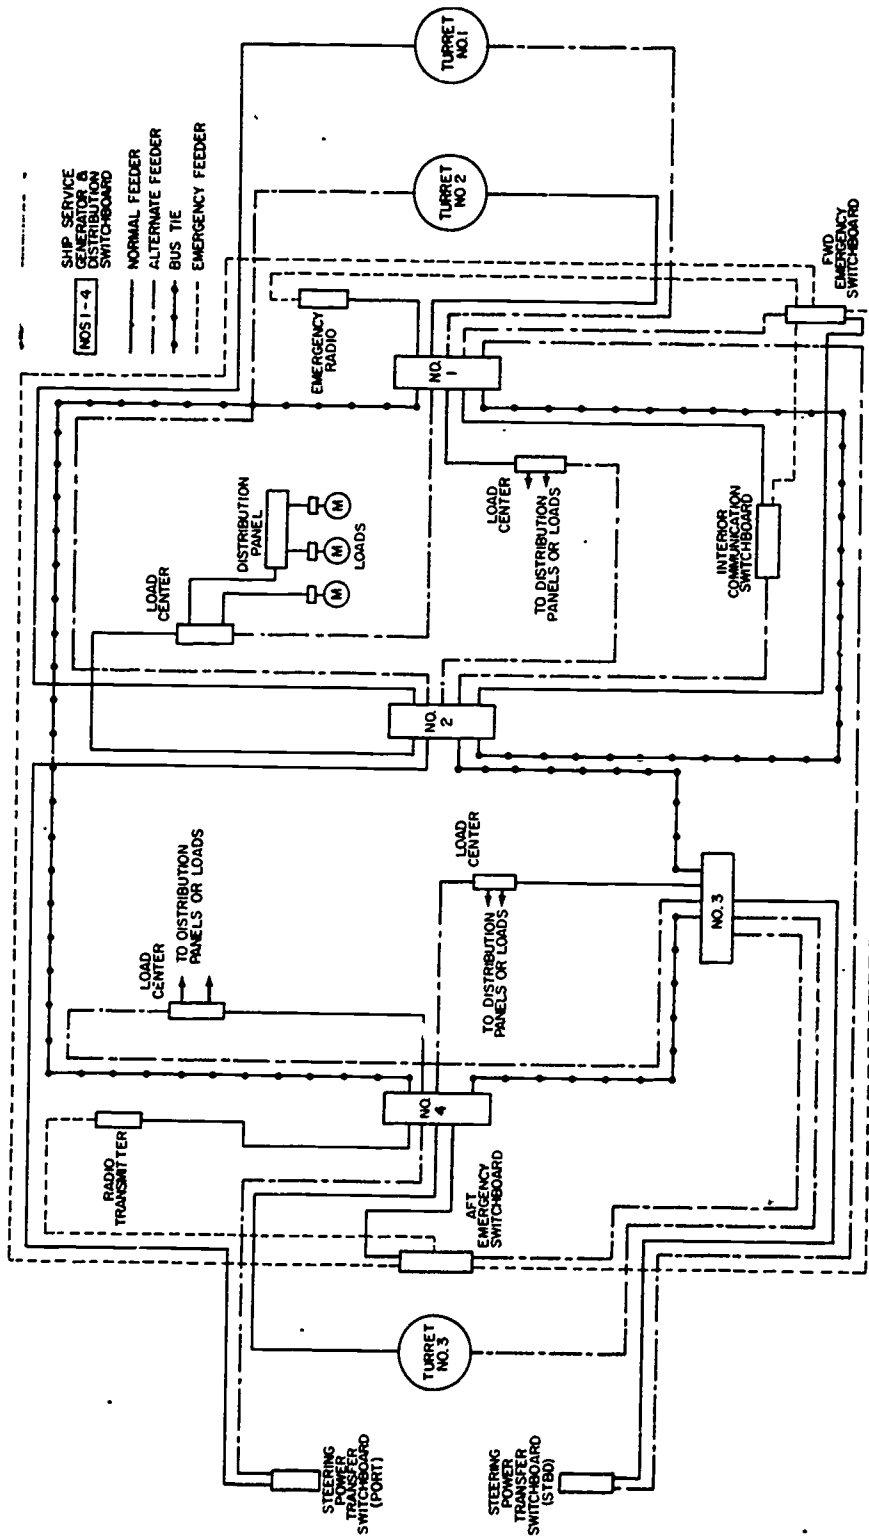 SHIP SERVICE
GENERATOR &
DISTRIBUTION
SWITCHBOARD
NOS 1-4
NORMAL FEEDER
ALTERNATE FEEDER
BUS TIE
EMERGENCY FEEDER
TURRET
NO.1
TURRET
NO 2
EMERGENCY
RADIO
FWD
EMERGENCY
SWITCHBOARD
NO.
1
DISTRIBUTION
PANEL
M
M
M
LOADS
LOAD
CENTER
LOAD
CENTER
TO DISTRIBUTION
PANELS OR LOADS
INTERIOR
COMMUNICATION
SWITCHBOARD
NO.
2
LOAD
CENTER
TO DISTRIBUTION
PANELS OR LOADS
LOAD
CENTER
TO DISTRIBUTION
PANELS OR LOADS
NO.3
NO.
4
RADIO
TRANSMITTER
AFT
EMERGENCY
SWITCHBOARD
TURRET
NO.3
STEERING
POWER
TRANSFER
SWITCHBOARD
(PORT)
STEERING
POWER
TRANSFER
SWITCHBOARD
(STBD)